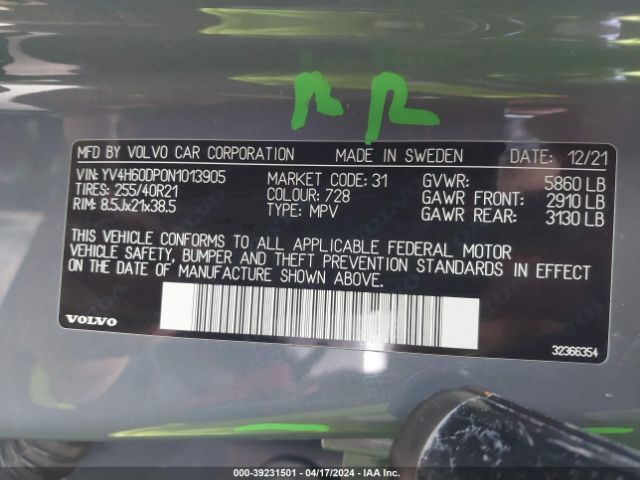 R R
MFD BY VOLVO CAR CORPORATION MADE IN SWEDEN DATE: 12/21
VIN: YV4H60DP0N1013905 MARKET CODE: 31 GVWR: 5860 LB
TIRES: 255/40R21 COLOUR: 728 GAWR FRONT: 2910 LB
RIM: 8.5Jx21x38.5 TYPE: MPV GAWR REAR: 3130 LB
THIS VEHICLE CONFORMS TO ALL APPLICABLE FEDERAL MOTOR
VEHICLE SAFETY, BUMPER AND THEFT PREVENTION STANDARDS IN EFFECT
ON THE DATE OF MANUFACTURE SHOWN ABOVE.
VOLVO 32366354
000-39231501 - 04/17/2024 - IAA Inc.